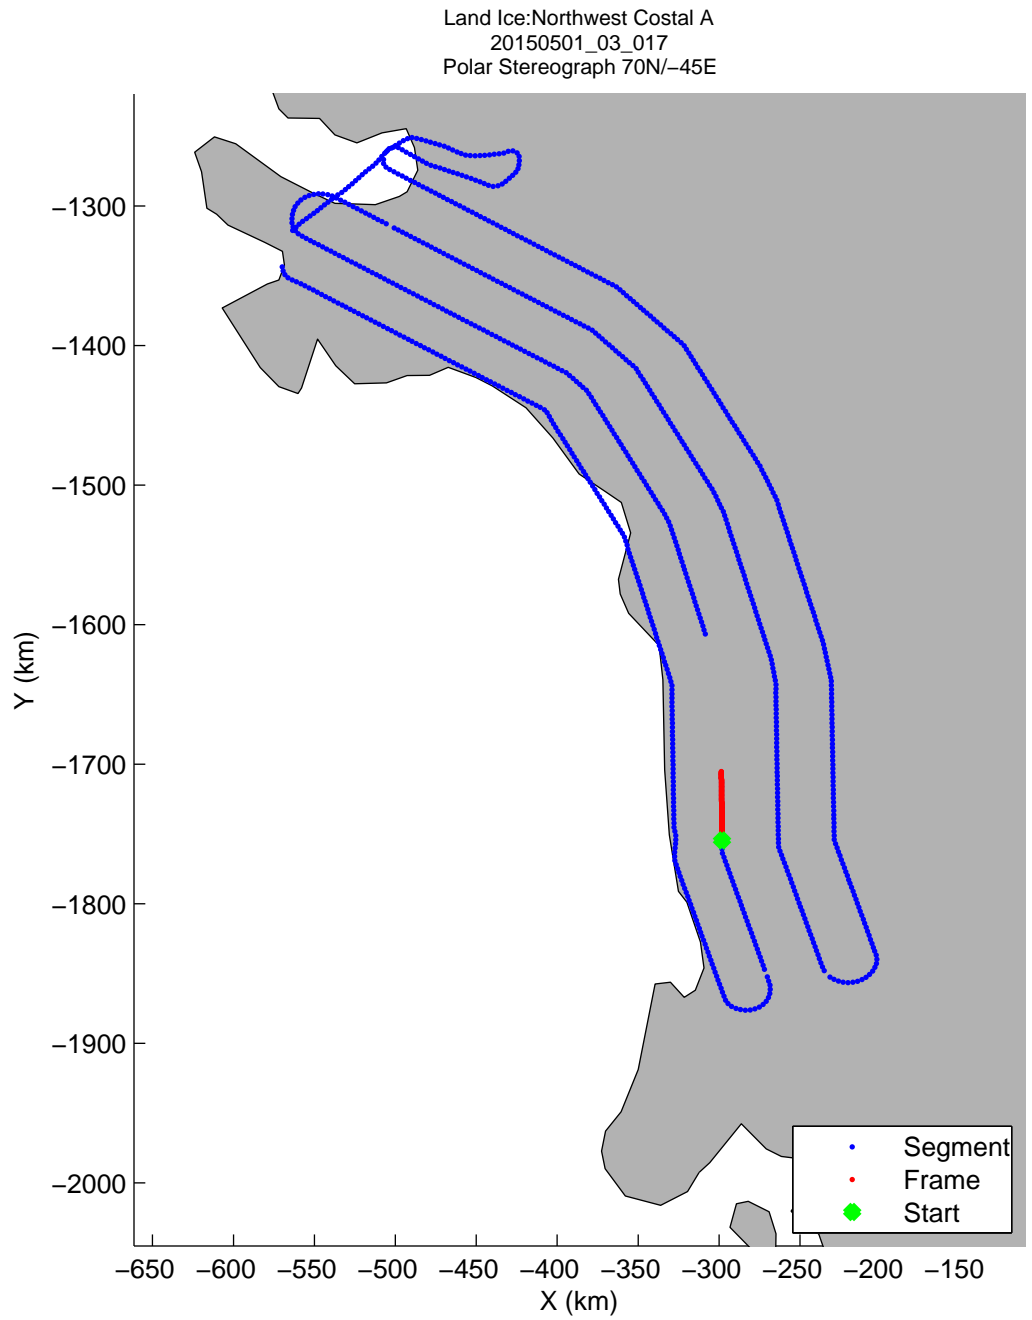 Land Ice:Northwest Costal A
20150501_03_017
Polar Stereograph 70N/−45E
−1300
−1400
−1500
−1600
−1700
−1800
−1900
−2000
Y (km)
Segment
Frame
Start
−650 −600 −550 −500 −450 −400 −350 −300 −250 −200 −150
X (km)